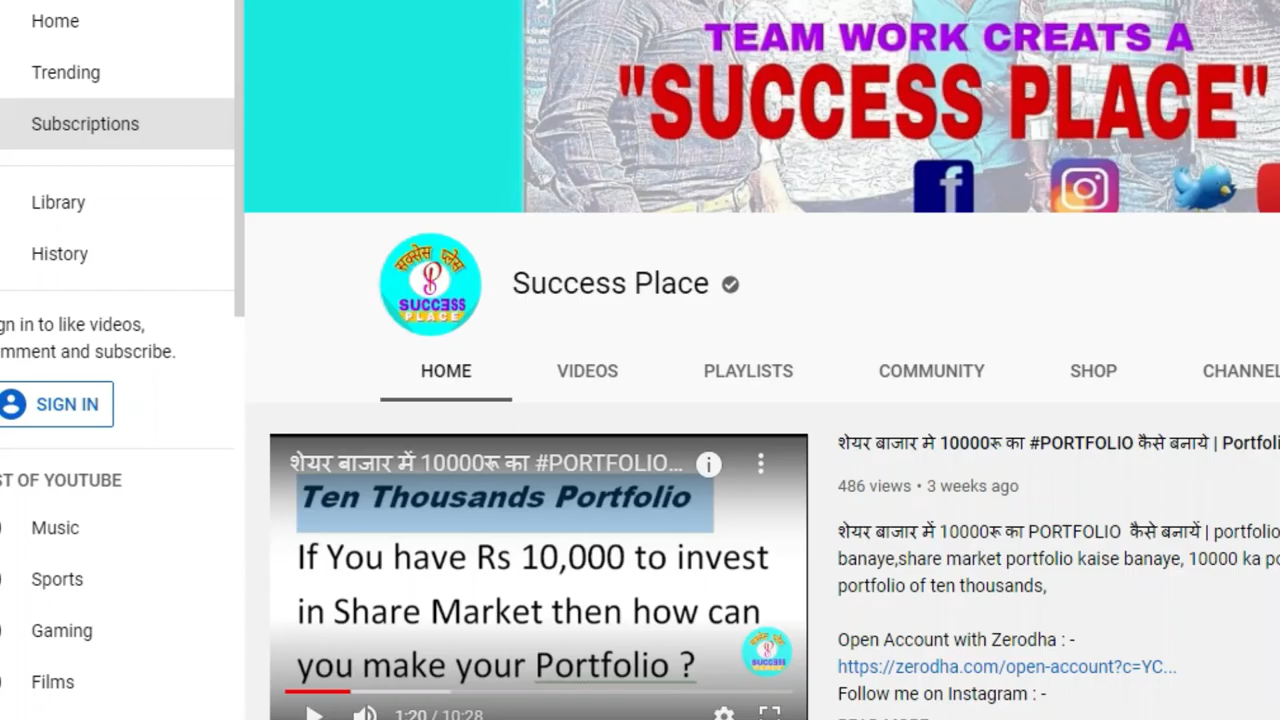 Home
Trending
Subscriptions
Library
History
gn in to like videos,
mment and subscribe.
SIGN IN
ST OF YOUTUBE
Music
Sports
Gaming
Films
TEAM WORK CREATS A
"SUCCESS PLACE"
सक्सेस प्लेस
SUCCESS
PLACE
Success Place
HOME VIDEOS PLAYLISTS COMMUNITY SHOP CHANNEL
शेयर बाजार में 10000रू का #PORTFOLIO...
Ten Thousands Portfolio
If You have Rs 10,000 to invest
in Share Market then how can
you make your Portfolio ?
सक्सेस प्लेस
SUCCESS
1:20 / 10:28
शेयर बाजार मे 10000रू का #PORTFOLIO कैसे बनाये | Portfoli
486 views • 3 weeks ago
शेयर बाजार में 10000रू का PORTFOLIO कैसे बनायें | portfolio
banaye,share market portfolio kaise banaye, 10000 ka po
portfolio of ten thousands,
Open Account with Zerodha : -
https://zerodha.com/open-account?c=YC...
Follow me on Instagram : -